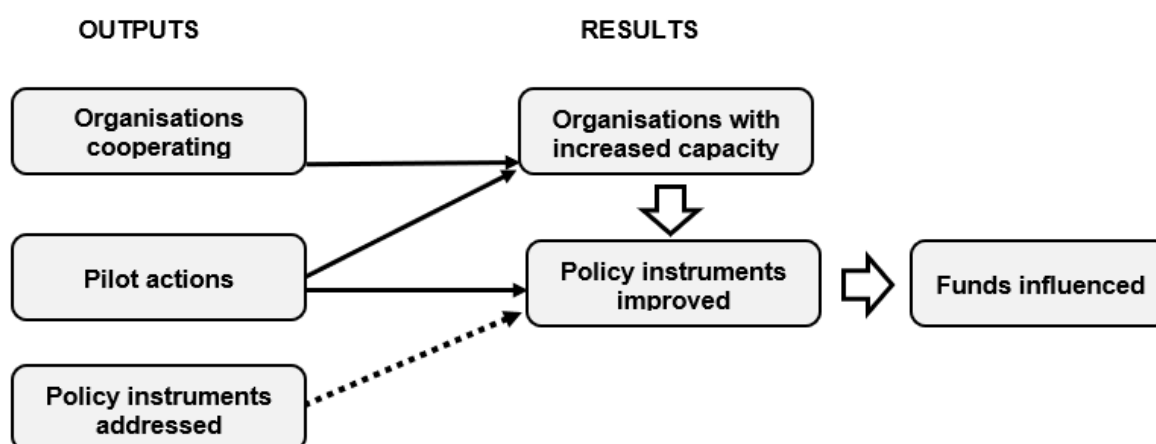 OUTPUTS
RESULTS
Organisations
cooperating
Organisations with
increased capacity
Pilot actions
Policy instruments
improved
Funds influenced
Policy instruments
addressed